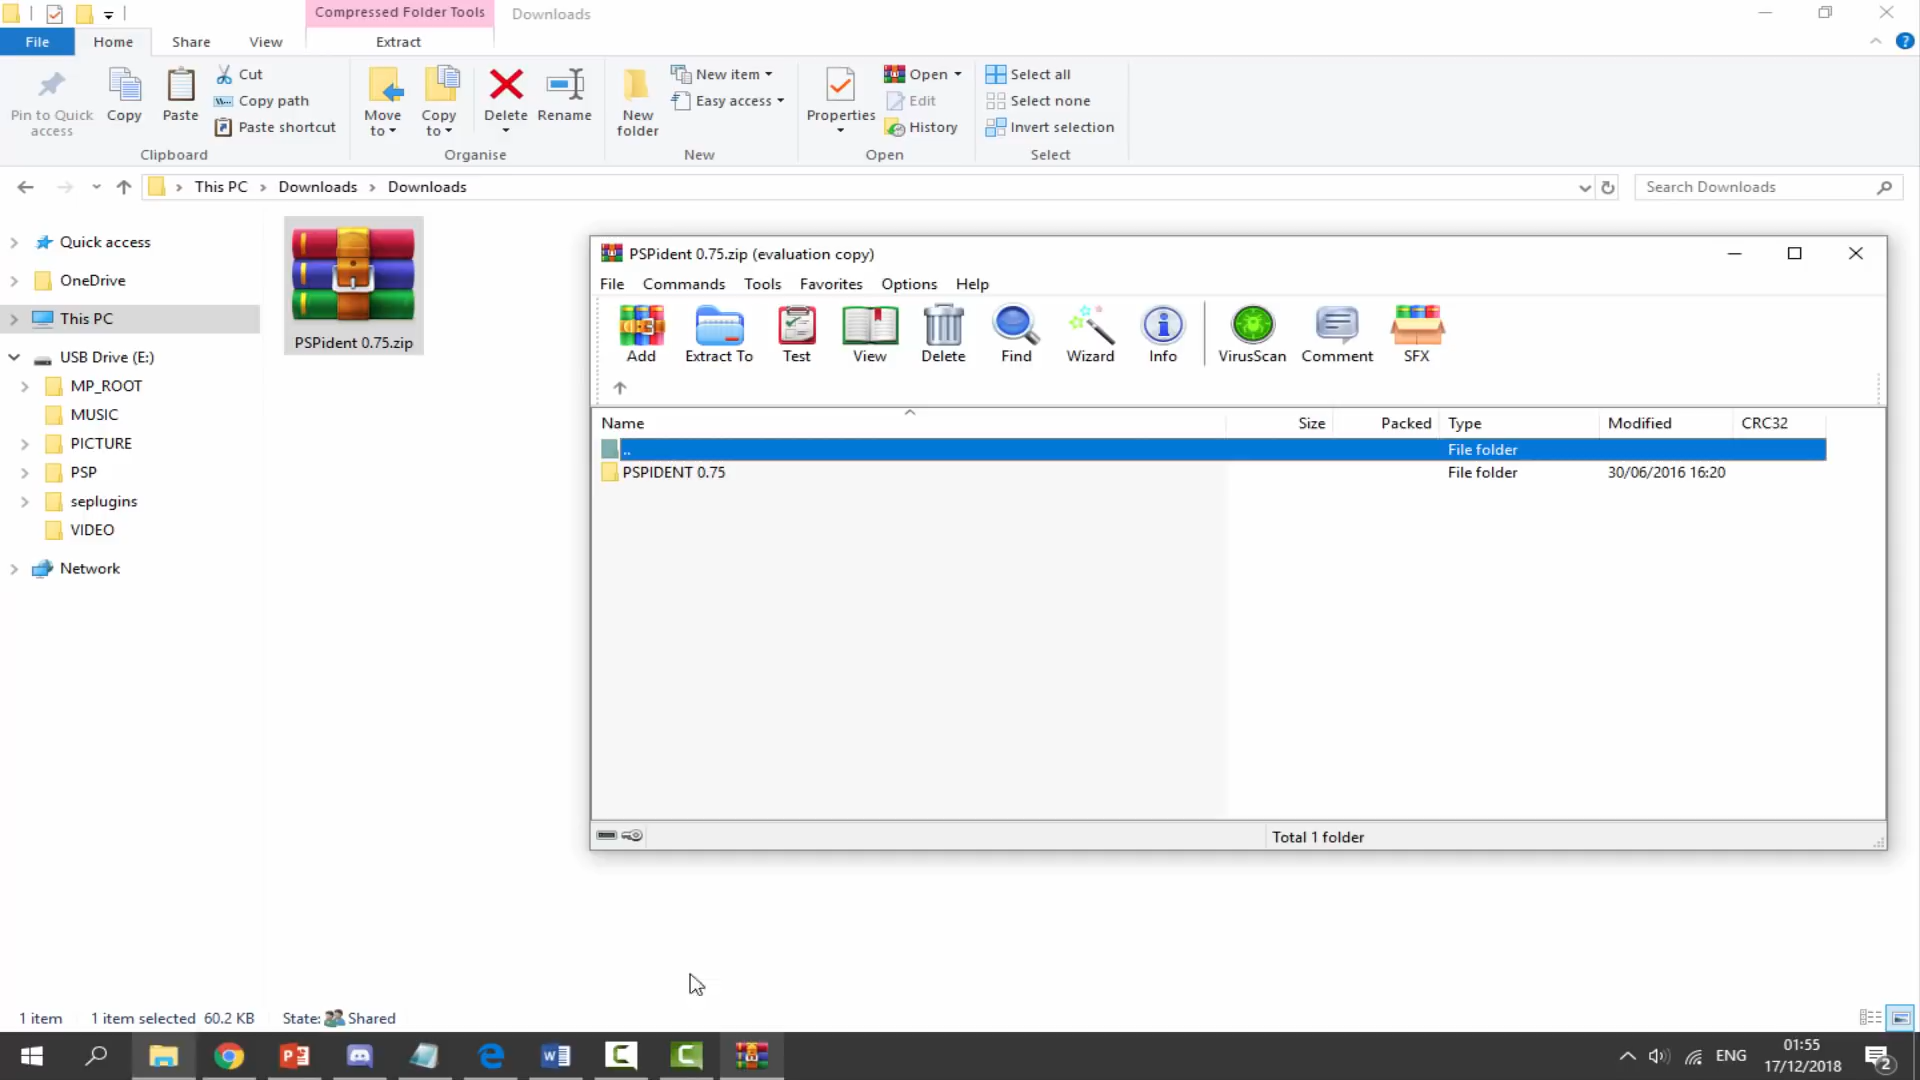 Compressed Folder Tools Downloads
File Home Share View Extract
Pin to Quick access
Copy
Paste
Cut
Copy path
Paste shortcut
Clipboard
Move to
Copy to
Delete
Rename
Organise
New folder
New item
Easy access
New
Properties
Open
Edit
History
Open
Select all
Select none
Invert selection
Select
This PC Downloads Downloads
Search Downloads
Quick access
OneDrive
This PC
USB Drive (E:)
MP_ROOT
MUSIC
PICTURE
PSP
seplugins
VIDEO
Network
PSPident 0.75.zip
PSPident 0.75.zip (evaluation copy)
File Commands Tools Favorites Options Help
Add Extract To Test View Delete Find Wizard Info VirusScan Comment SFX
Name Size Packed Type Modified CRC32
.. File folder
PSPIDENT 0.75 File folder 30/06/2016 16:20
Total 1 folder
1 item 1 item selected 60.2 KB State: Shared
ENG
01:55
17/12/2018
2